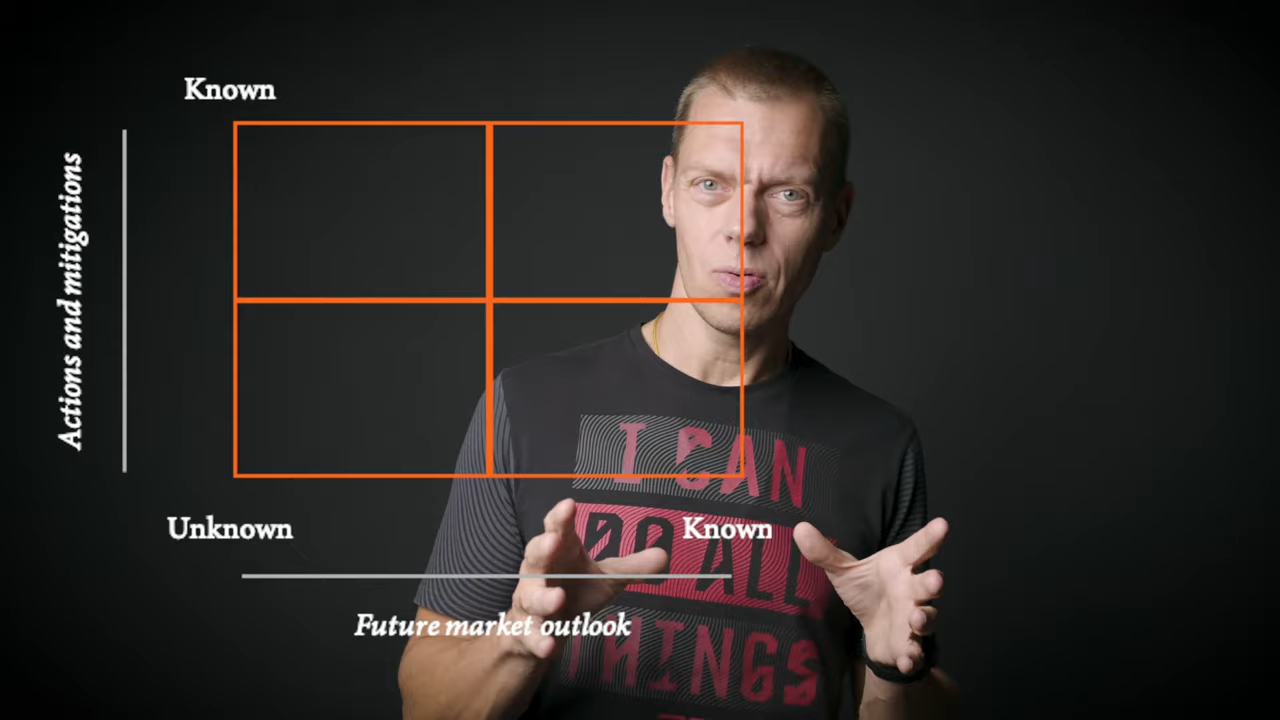 Known
Actions and mitigations
I CAN
DO ALL
THINGS
Unknown
Known
Future market outlook